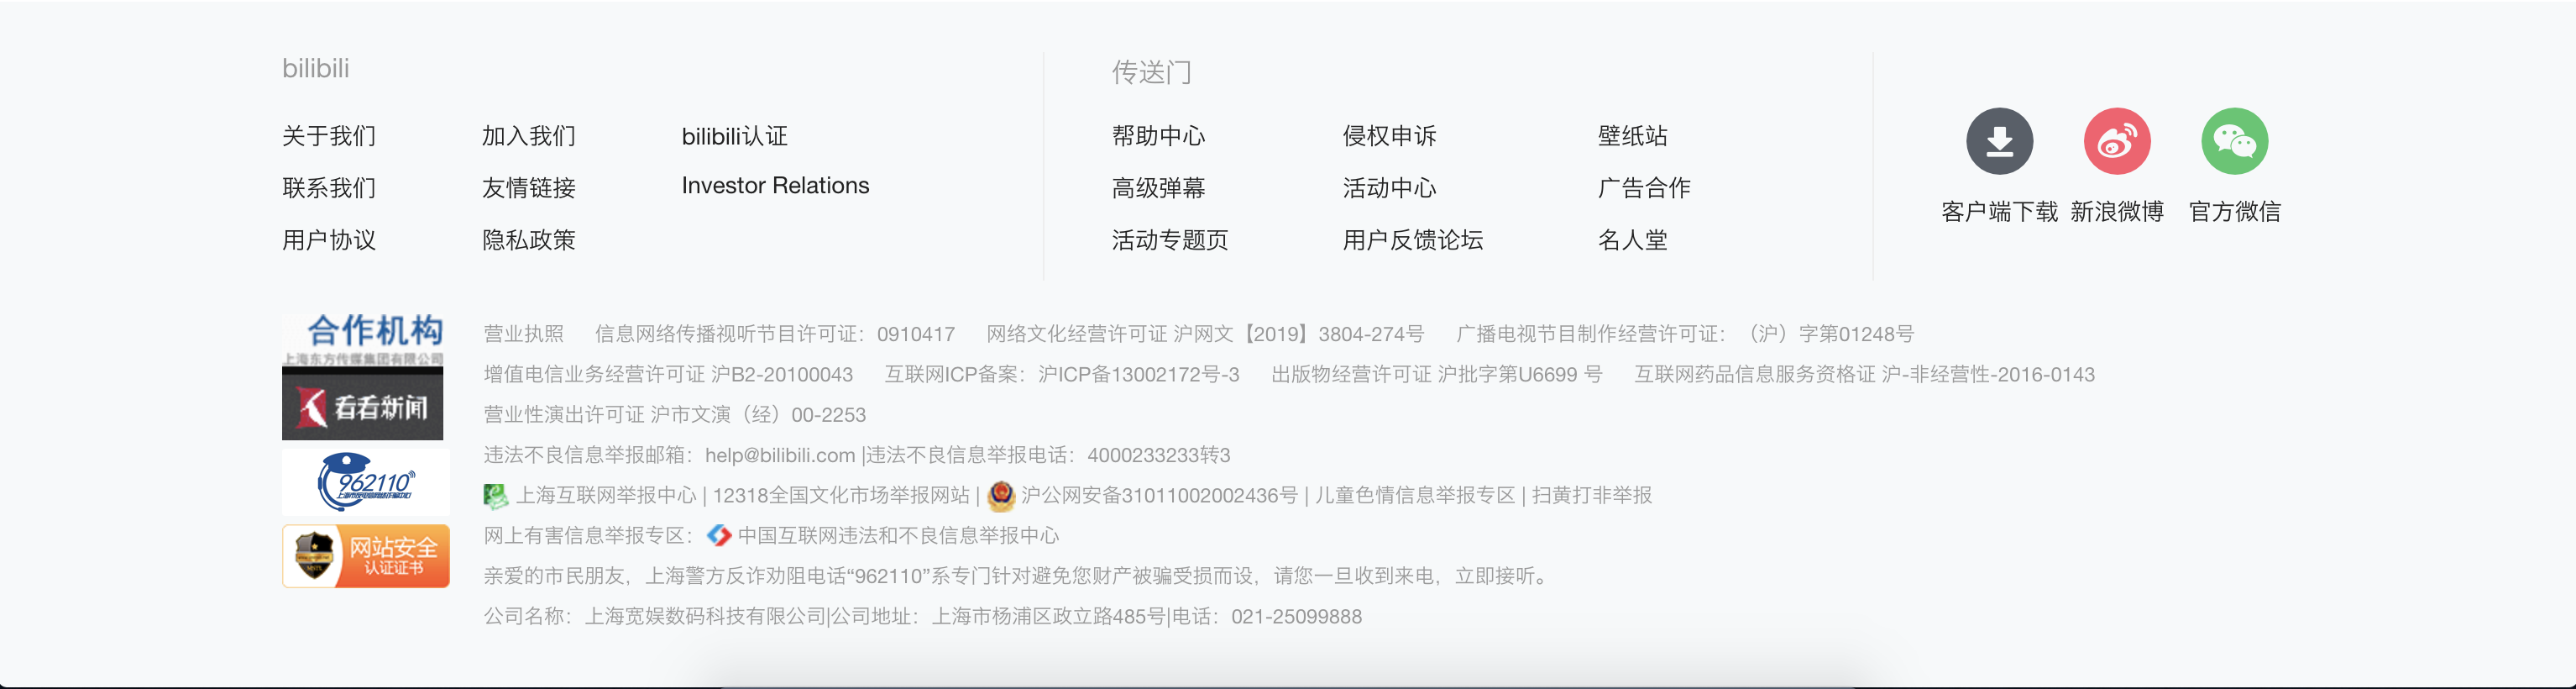 bilibili
关于我们 加入我们 bilibili认证
联系我们 友情链接 Investor Relations
用户协议 隐私政策
传送门
帮助中心 侵权申诉 壁纸站
高级弹幕 活动中心 广告合作
活动专题页 用户反馈论坛 名人堂
客户端下载 新浪微博 官方微信
合作机构
上海东方传媒集团有限公司
看看新闻
962110
网站安全
认证证书
营业执照 信息网络传播视听节目许可证：0910417 网络文化经营许可证 沪网文【2019】3804-274号 广播电视节目制作经营许可证：（沪）字第01248号
增值电信业务经营许可证 沪B2-20100043 互联网ICP备案：沪ICP备13002172号-3 出版物经营许可证 沪批字第U6699 号 互联网药品信息服务资格证 沪-非经营性-2016-0143
营业性演出许可证 沪市文演（经）00-2253
违法不良信息举报邮箱：help@bilibili.com |违法不良信息举报电话：4000233233转3
上海互联网举报中心 | 12318全国文化市场举报网站 | 沪公网安备31011002002436号 | 儿童色情信息举报专区 | 扫黄打非举报
网上有害信息举报专区： 中国互联网违法和不良信息举报中心
亲爱的市民朋友，上海警方反诈劝阻电话“962110”系专门针对避免您财产被骗受损而设，请您一旦收到来电，立即接听。
公司名称：上海宽娱数码科技有限公司|公司地址：上海市杨浦区政立路485号|电话：021-25099888